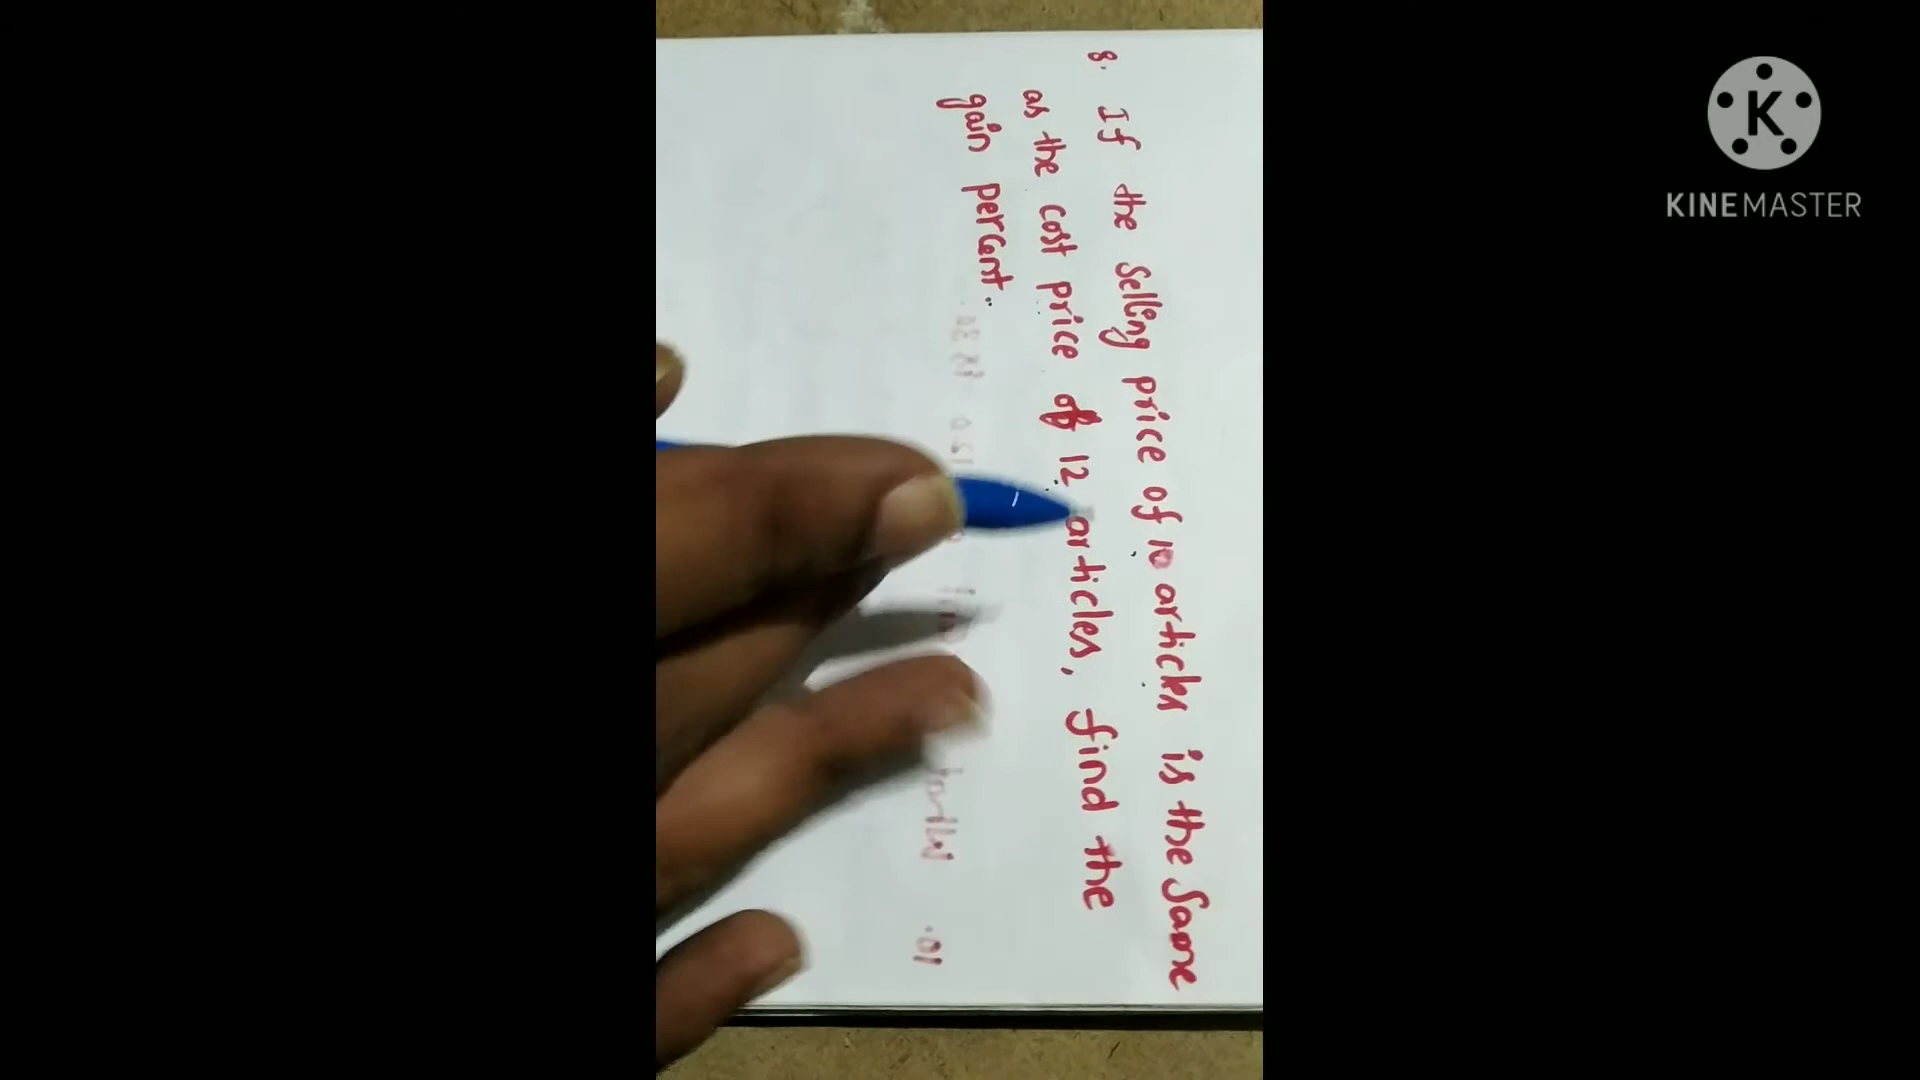 8. If the Selling price of 10 articles is the Same
as the cost price of 12 articles, find the
gain percent.
K
KINEMASTER